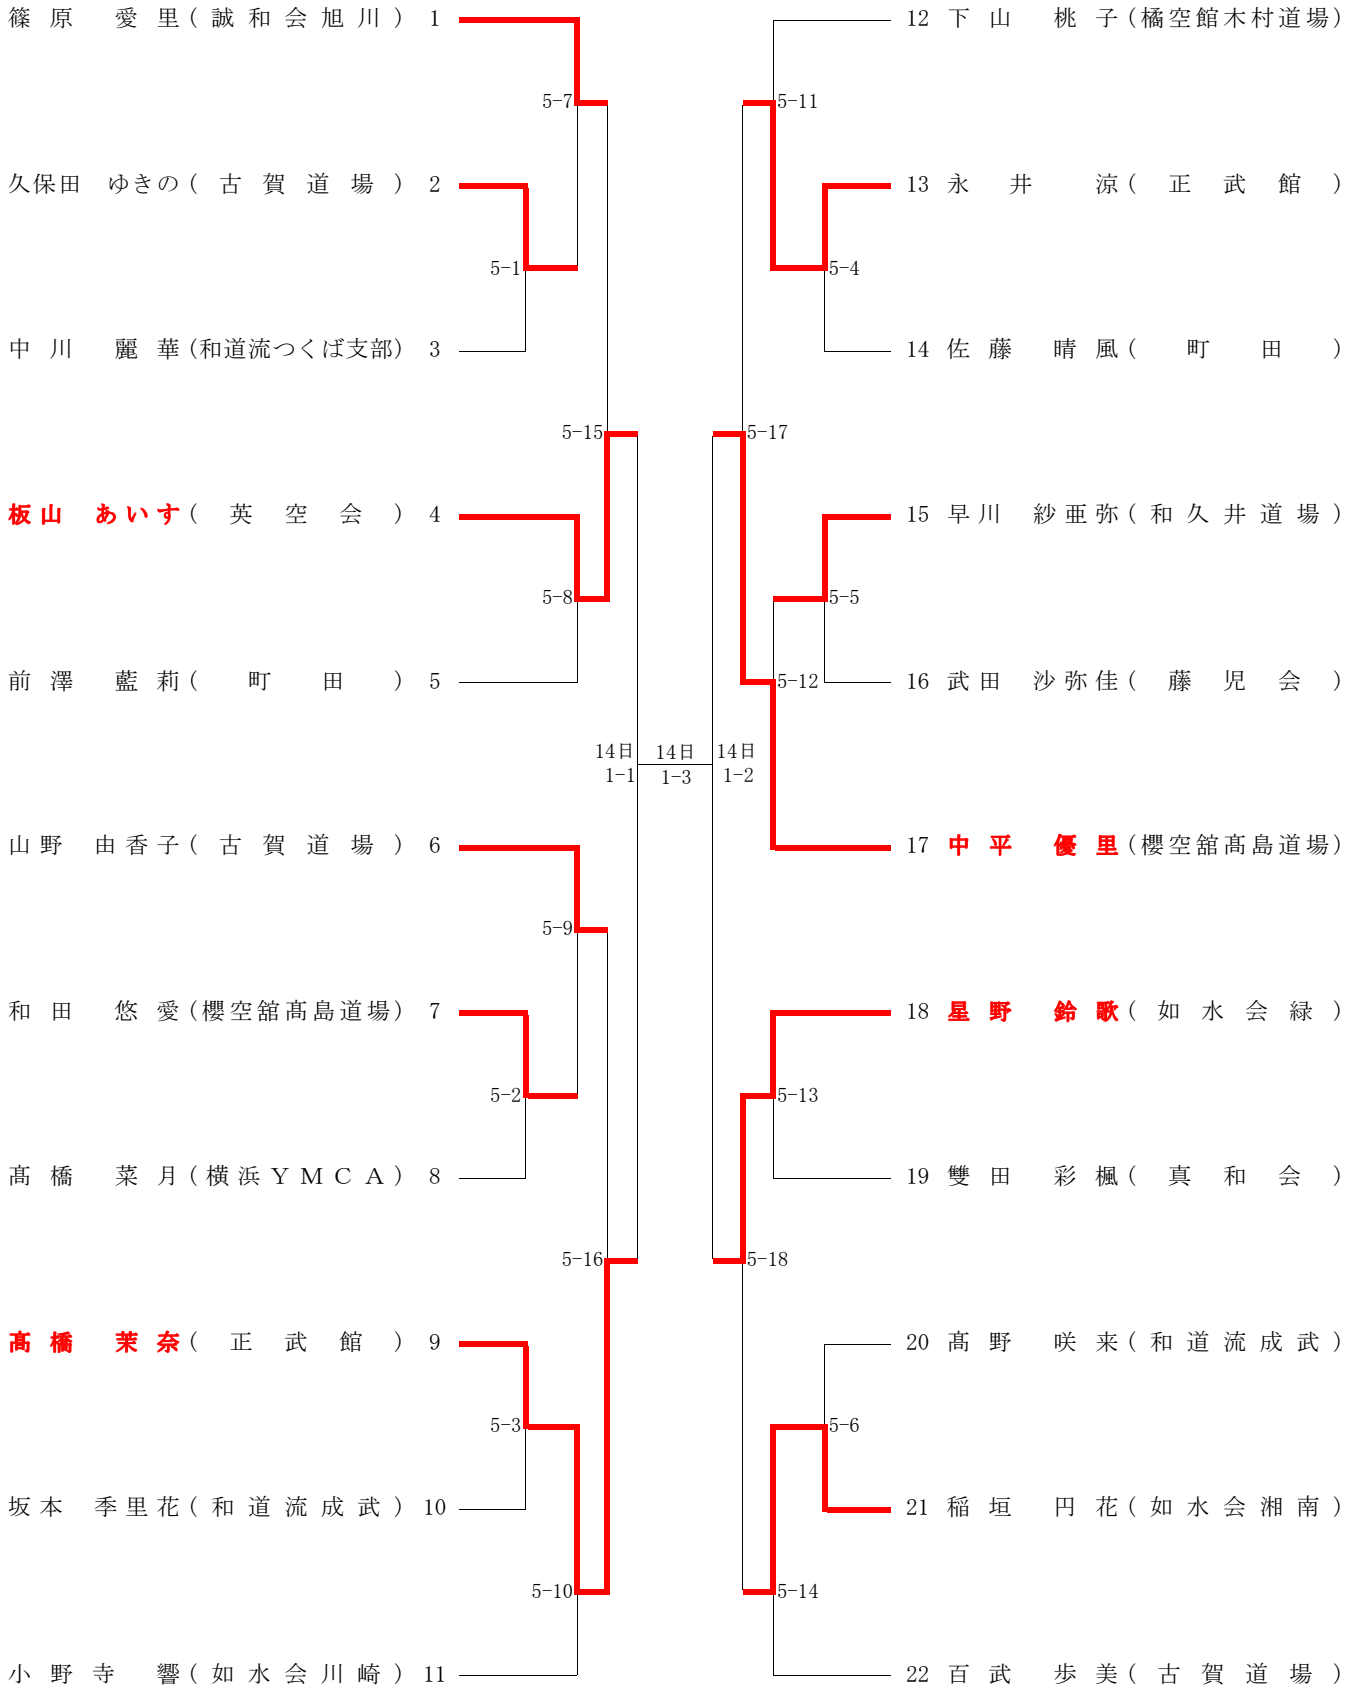 篠原 愛里(誠和会旭川) 1
5-7
久保田 ゆきの(古賀道場) 2
5-1
中川 麗華(和道流つくば支部) 3
5-15
板山 あいす(英空会) 4
5-8
前澤 藍莉(町田) 5
山野 由香子(古賀道場) 6
5-9
和田 悠愛(櫻空舘髙島道場) 7
5-2
髙橋 菜月(横浜YMCA) 8
5-16
高橋 茉奈(正武館) 9
5-3
坂本 季里花(和道流成武) 10
5-10
小野寺 響(如水会川崎) 11
14日
1-1
14日
1-3
14日
1-2
12 下山 桃子(橘空館木村道場)
5-11
13 永井 涼(正武館)
5-4
14 佐藤 晴風(町田)
5-17
15 早川 紗亜弥(和久井道場)
5-5
16 武田 沙弥佳(藤児会)
5-12
17 中平 優里(櫻空舘髙島道場)
18 星野 鈴歌(如水会緑)
5-13
19 雙田 彩楓(真和会)
5-18
20 髙野 咲来(和道流成武)
5-6
21 稲垣 円花(如水会湘南)
5-14
22 百武 歩美(古賀道場)